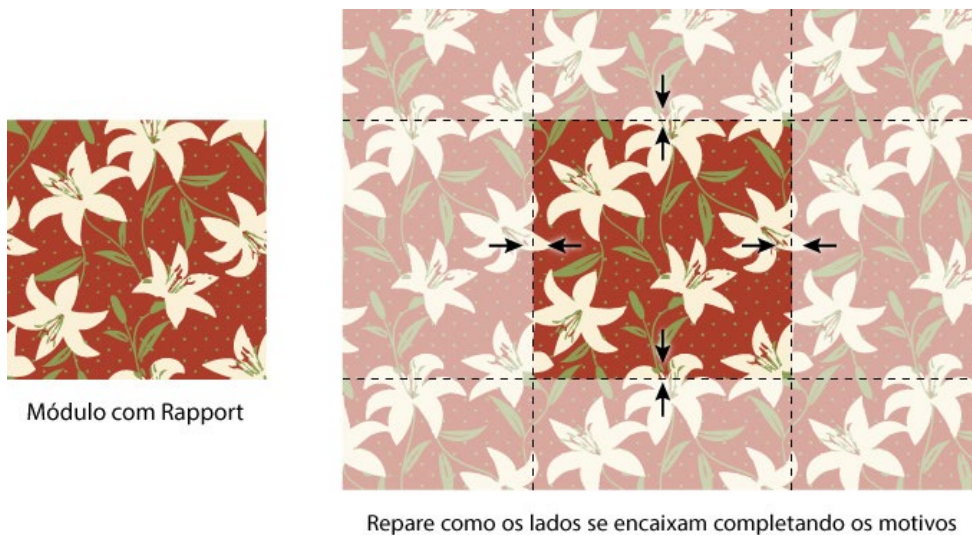 Módulo com Rapport
Repare como os lados se encaixam completando os motivos